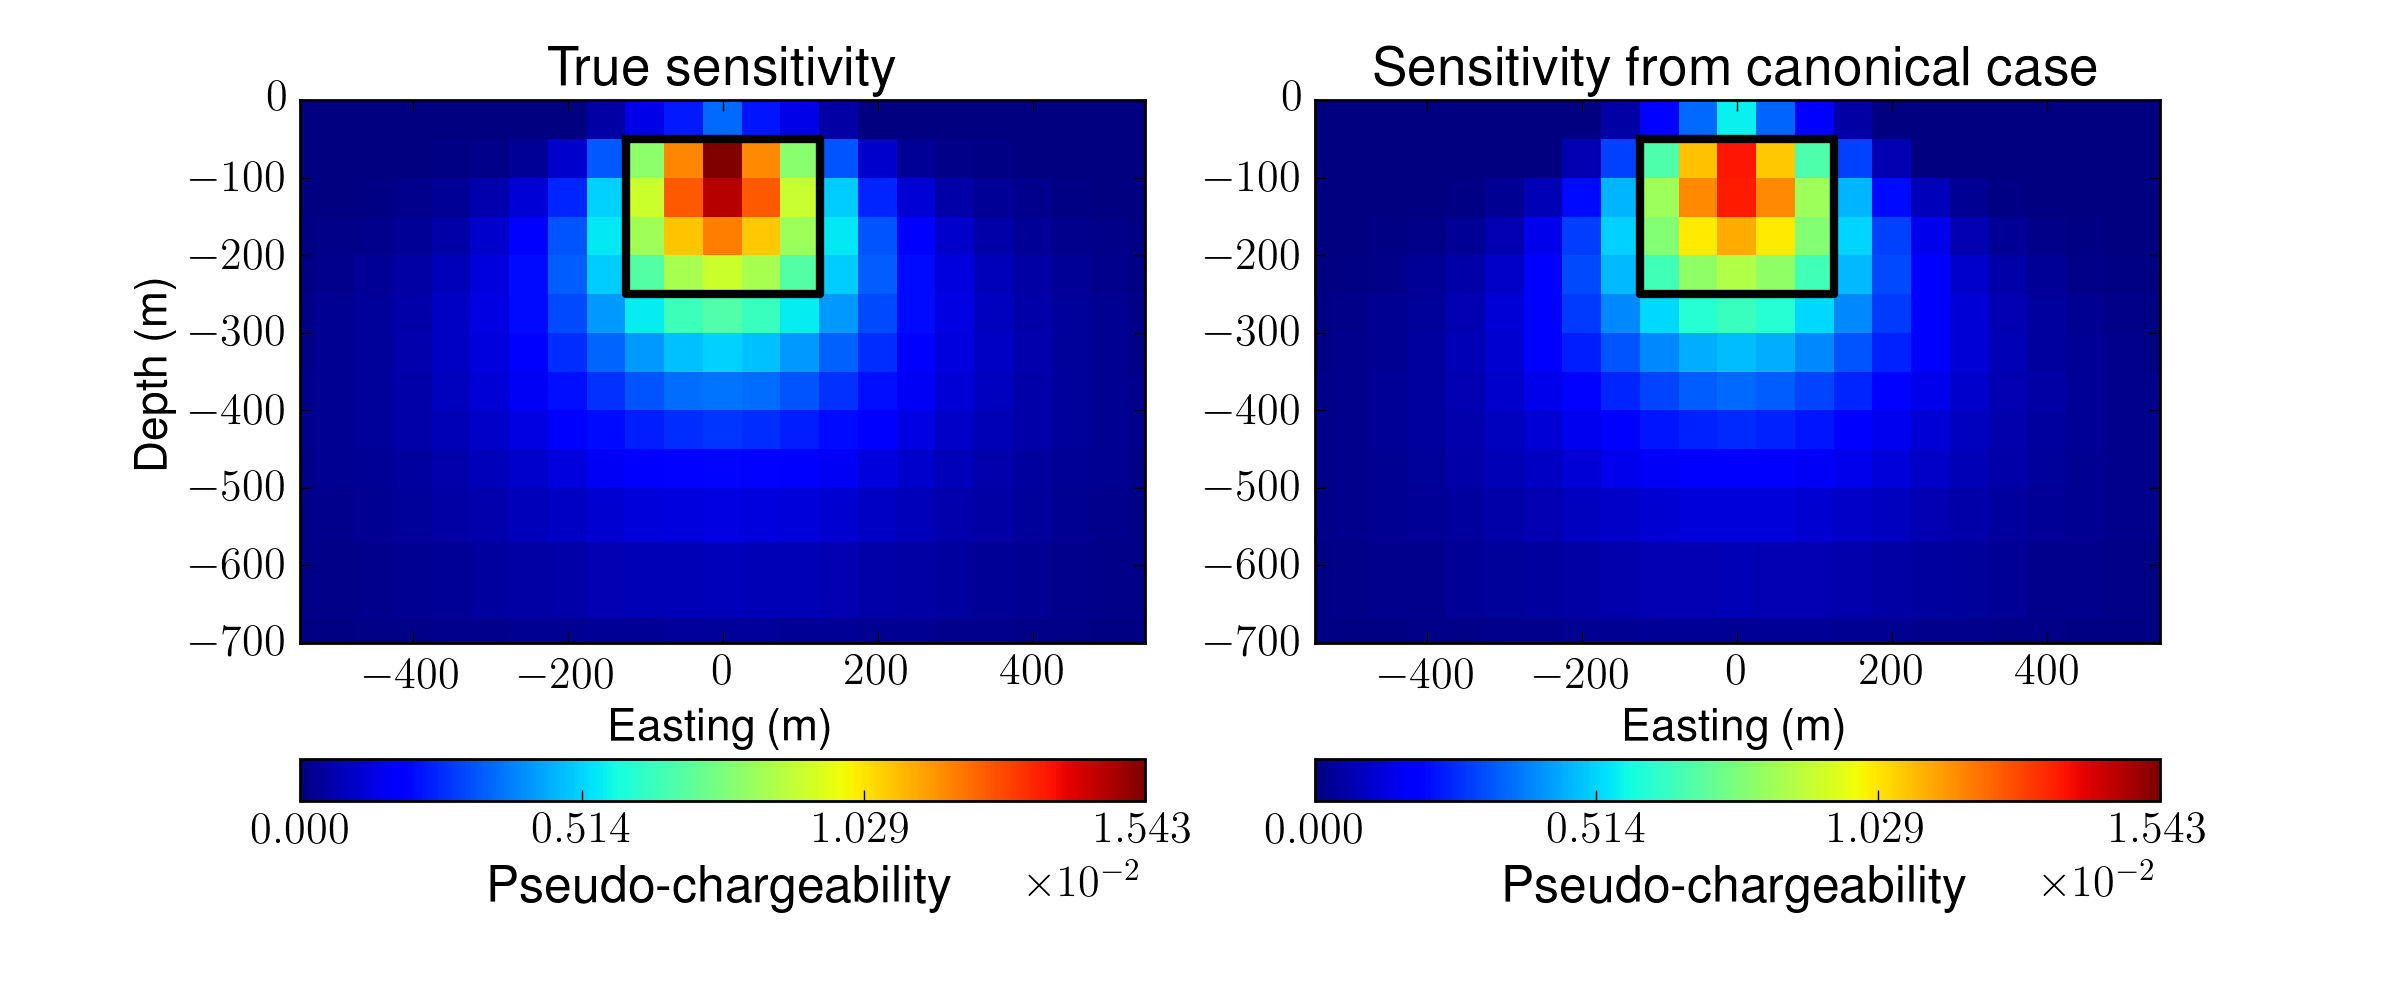 True sensitivity
Sensitivity from canonical case
0
−100
−200
−300
−400
−500
−600
−700
Depth (m)
−400 −200 0 200 400
Easting (m)
0.000 0.514 1.029 1.543
Pseudo-chargeability ×10⁻²
0
−100
−200
−300
−400
−500
−600
−700
−400 −200 0 200 400
Easting (m)
0.000 0.514 1.029 1.543
Pseudo-chargeability ×10⁻²